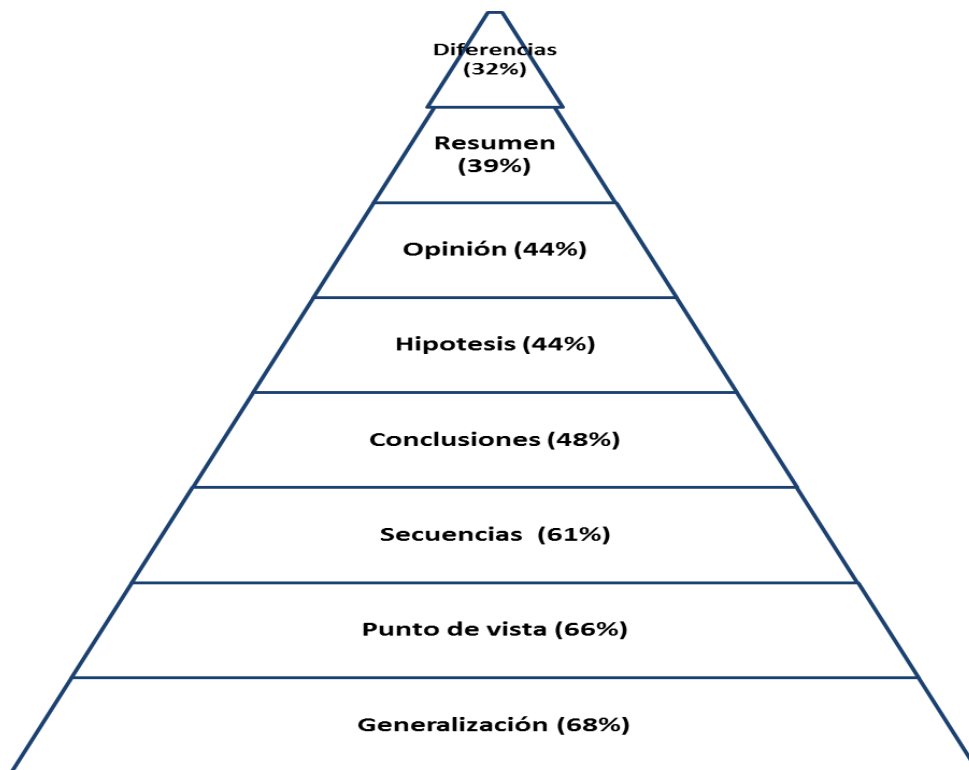 Diferencias
(32%)
Resumen
(39%)
Opinión (44%)
Hipotesis (44%)
Conclusiones (48%)
Secuencias  (61%)
Punto de vista (66%)
Generalización (68%)